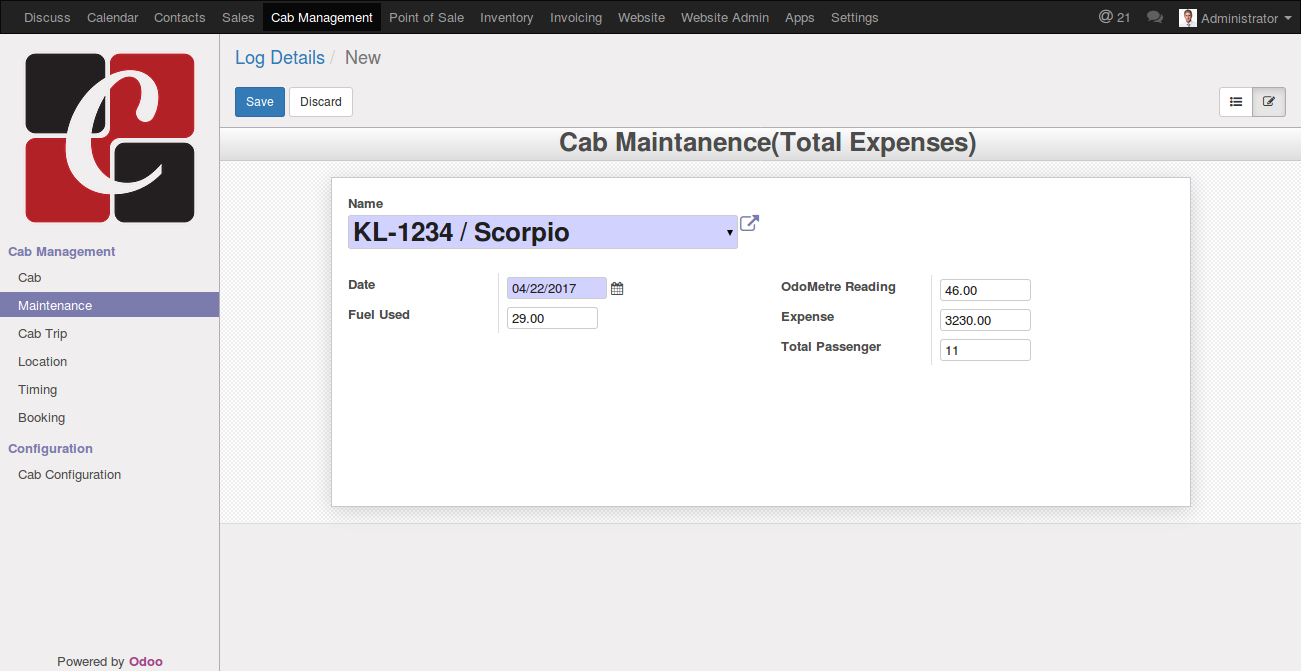 Discuss Calendar Contacts Sales Cab Management Point of Sale Inventory Invoicing Website Website Admin Apps Settings @ 21 Administrator
C
Log Details / New
Save Discard
Cab Maintanence(Total Expenses)
Name
KL-1234 / Scorpio
Date 04/22/2017
Fuel Used 29.00
OdoMetre Reading 46.00
Expense 3230.00
Total Passenger 11
Cab Management
Cab
Maintenance
Cab Trip
Location
Timing
Booking
Configuration
Cab Configuration
Powered by Odoo